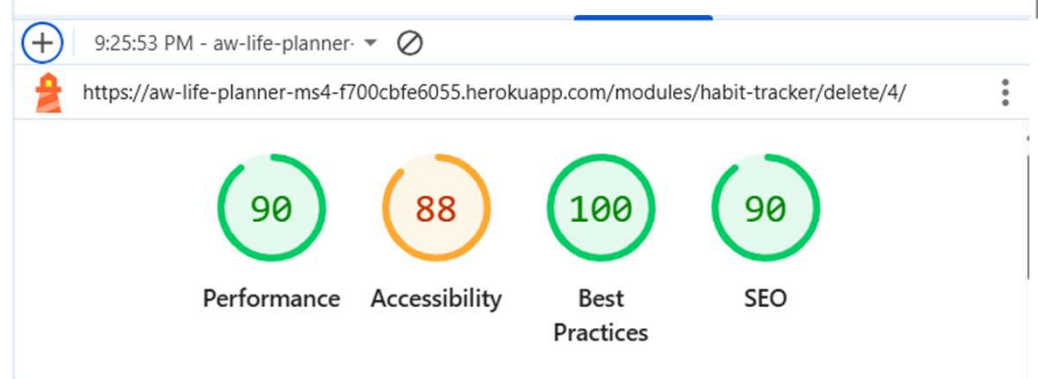 9:25:53 PM - aw-life-planner-
https://aw-life-planner-ms4-f700cbfe6055.herokuapp.com/modules/habit-tracker/delete/4/
90 88 100 90
Performance Accessibility Best SEO
Practices